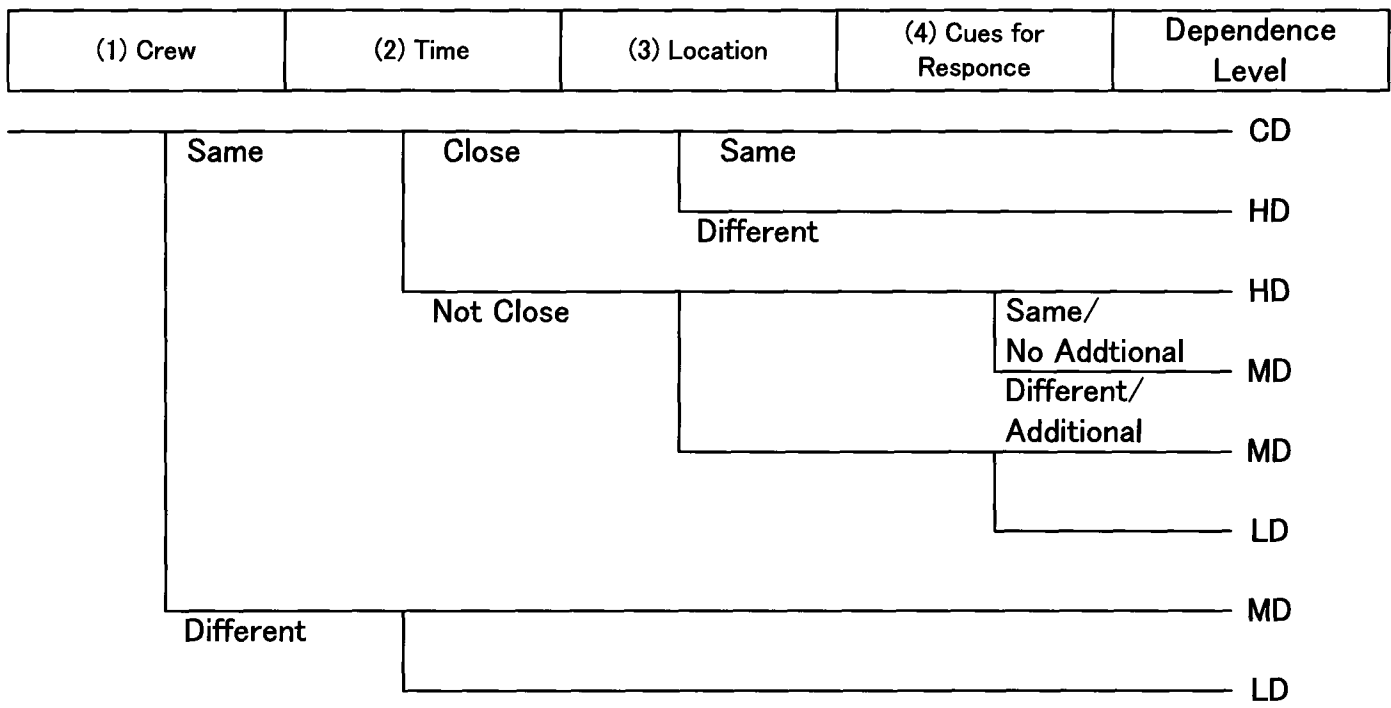 (1) Crew
(2) Time
(3) Location
(4) Cues for
Responce
Dependence
Level
CD
Same
Close
Same
HD
Different
HD
Not Close
Same/
No Addtional
MD
Different/
Additional
MD
LD
MD
Different
LD